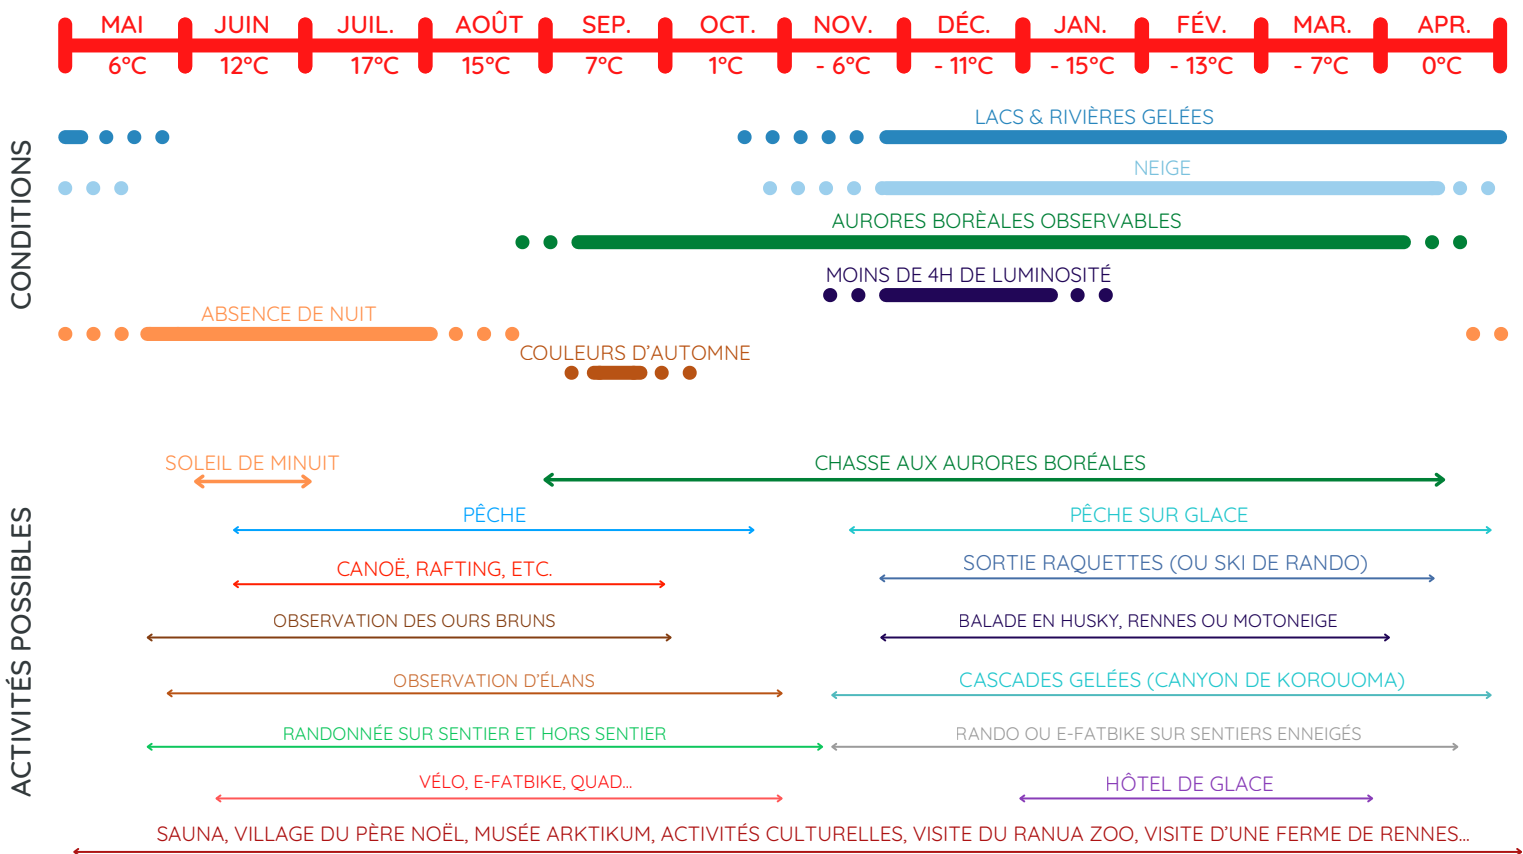 MAI JUIN JUIL. AOÛT SEP. OCT. NOV. DÉC. JAN. FÉV. MAR. APR.
6°C 12°C 17°C 15°C 7°C 1°C - 6°C - 11°C - 15°C - 13°C - 7°C 0°C
CONDITIONS
LACS & RIVIÈRES GELÉES
NEIGE
AURORES BORÈALES OBSERVABLES
MOINS DE 4H DE LUMINOSITÉ
ABSENCE DE NUIT
COULEURS D'AUTOMNE
ACTIVITÉS POSSIBLES
SOLEIL DE MINUIT CHASSE AUX AURORES BORÉALES
PÊCHE PÊCHE SUR GLACE
CANOË, RAFTING, ETC. SORTIE RAQUETTES (OU SKI DE RANDO)
OBSERVATION DES OURS BRUNS BALADE EN HUSKY, RENNES OU MOTONEIGE
OBSERVATION D'ÉLANS CASCADES GELÉES (CANYON DE KOROUOMA)
RANDONNÉE SUR SENTIER ET HORS SENTIER RANDO OU E-FATBIKE SUR SENTIERS ENNEIGÉS
VÉLO, E-FATBIKE, QUAD... HÔTEL DE GLACE
SAUNA, VILLAGE DU PÈRE NOËL, MUSÉE ARKTIKUM, ACTIVITÉS CULTURELLES, VISITE DU RANUA ZOO, VISITE D'UNE FERME DE RENNES...